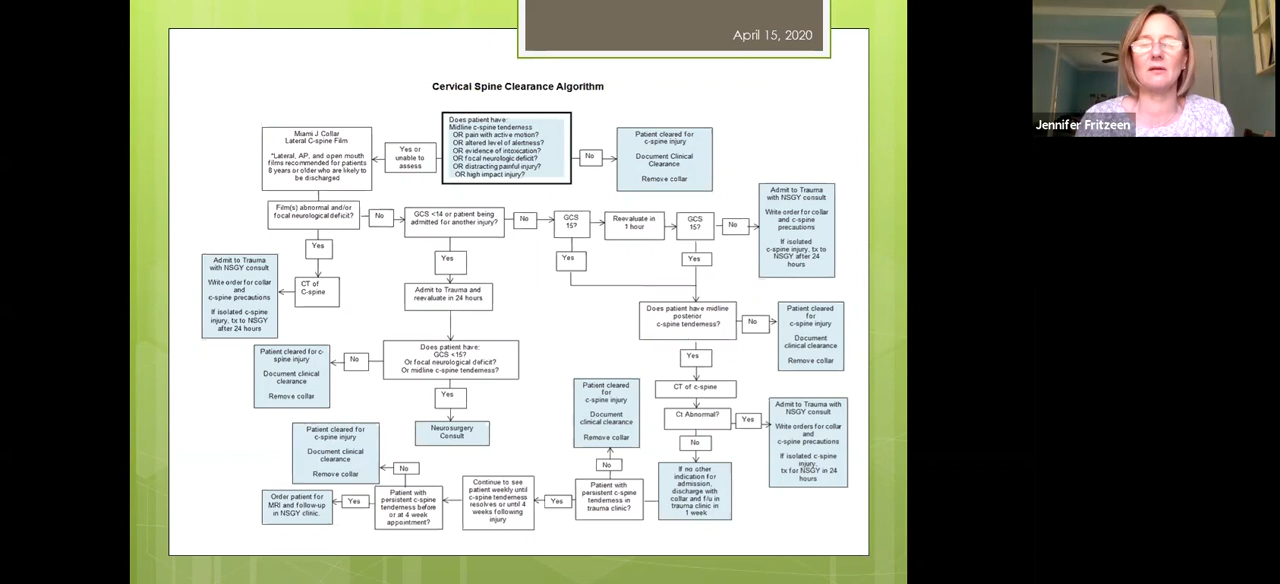 April 15, 2020
Jennifer Fritzeen
Cervical Spine Clearance Algorithm
Miami J Collar
Lateral C-spine Film
*Lateral, AP, and open mouth
films recommended for patients
8 years or older who are likely to
be discharged
Yes or
unable to
assess
Does patient have:
Midline c-spine tenderness
OR pain with active motion?
OR altered level of alertness?
OR evidence of intoxication?
OR focal neurologic deficit?
OR distracting painful injury?
OR high impact injury?
No
Patient cleared for
c-spine injury
Document Clinical
Clearance
Remove collar
Film(s) abnormal and/or
focal neurological deficit?
No
GCS <14 or patient being
admitted for another injury?
No
GCS
15?
Reevaluate in
1 hour
GCS
15?
No
Admit to Trauma
with NSGY consult
Write order for collar
and c-spine
precautions
If isolated
c-spine injury, tx to
NSGY after 24
hours
Yes
Yes
Yes
Yes
Admit to Trauma
with NSGY consult
Write order for collar
and
c-spine precautions
If isolated c-spine
injury, tx to NSGY
after 24 hours
CT of
C-spine
Admit to Trauma and
reevaluate in 24 hours
Does patient have midline
posterior
c-spine tenderness?
No
Patient cleared
for
c-spine injury
Document
clinical clearance
Remove collar
Patient cleared for c-
spine injury
Document clinical
clearance
Remove collar
No
Does patient have:
GCS <15?
Or focal neurological deficit?
Or midline c-spine tenderness?
Yes
Yes
CT of c-spine
Neurosurgery
Consult
Patient cleared
for
c-spine injury
Document
clinical clearance
Remove collar
Ct Abnormal?
Yes
Admit to Trauma with
NSGY consult
Write orders for collar
and
c-spine precautions
If isolated c-spine
injury,
tx for NSGY in 24
hours
No
Patient cleared for
c-spine injury
Document clinical
clearance
Remove collar
No
No
If no other
indication for
admission,
discharge with
collar and f/u in
trauma clinic in
1 week
Order patient for
MRI and follow-up
in NSGY clinic.
Yes
Patient with
persistent c-spine
tenderness before
or at 4 week
appointment?
Continue to see
patient weekly until
c-spine tenderness
resolves or until 4
weeks following
injury
Yes
Patient with
persistent c-spine
tenderness in
trauma clinic?